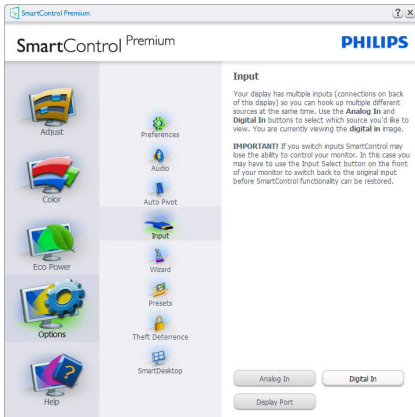 SmartControl Premium
SmartControl Premium
PHILIPS
Adjust
Color
Eco Power
Options
Help
Preferences
Audio
Auto Pivot
Input
Wizard
Presets
Theft Deterrence
SmartDesktop
Input
Your display has multiple inputs (connections on back
of this display) so you can hook up multiple different
sources at the same time. Use the Analog In and
Digital In buttons to select which source you'd like to
view. You are currently viewing the digital in image.
IMPORTANT! If you switch inputs SmartControl may
lose the ability to control your monitor. In this case you
may have to use the Input Select button on the front
of your monitor to switch back to the original input
before SmartControl functionality can be restored.
Analog In
Digital In
Display Port